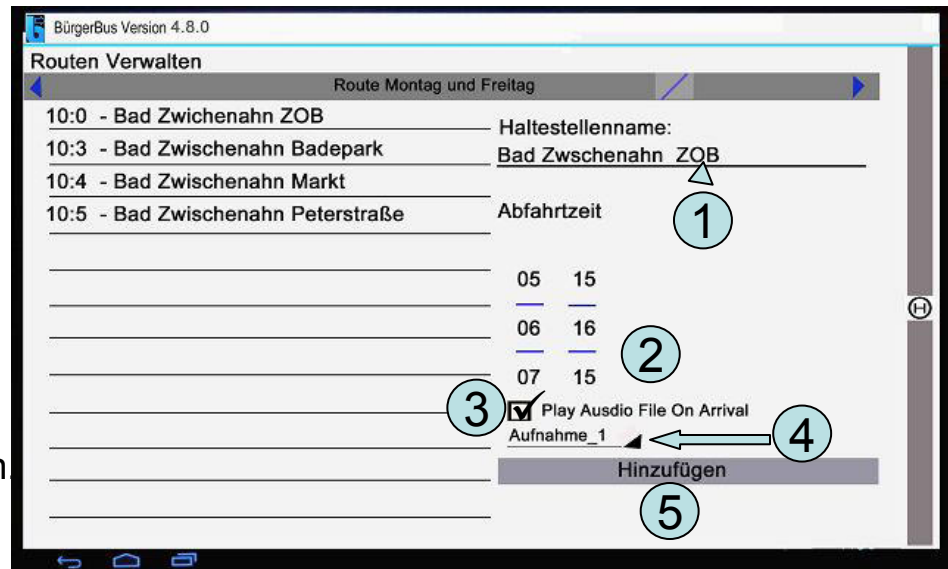 BürgerBus Version 4.8.0
Routen Verwalten
Route Montag und Freitag
10:0 - Bad Zwichenahn ZOB
10:3 - Bad Zwischenahn Badepark
10:4 - Bad Zwischenahn Markt
10:5 - Bad Zwischenahn Peterstraße
Haltestellenname:
Bad Zwschenahn ZOB
1
Abfahrtzeit
05 15
06 16
2
07 15
3
Play Ausdio File On Arrival
Aufnahme_1
4
Hinzufügen
5
H
n.